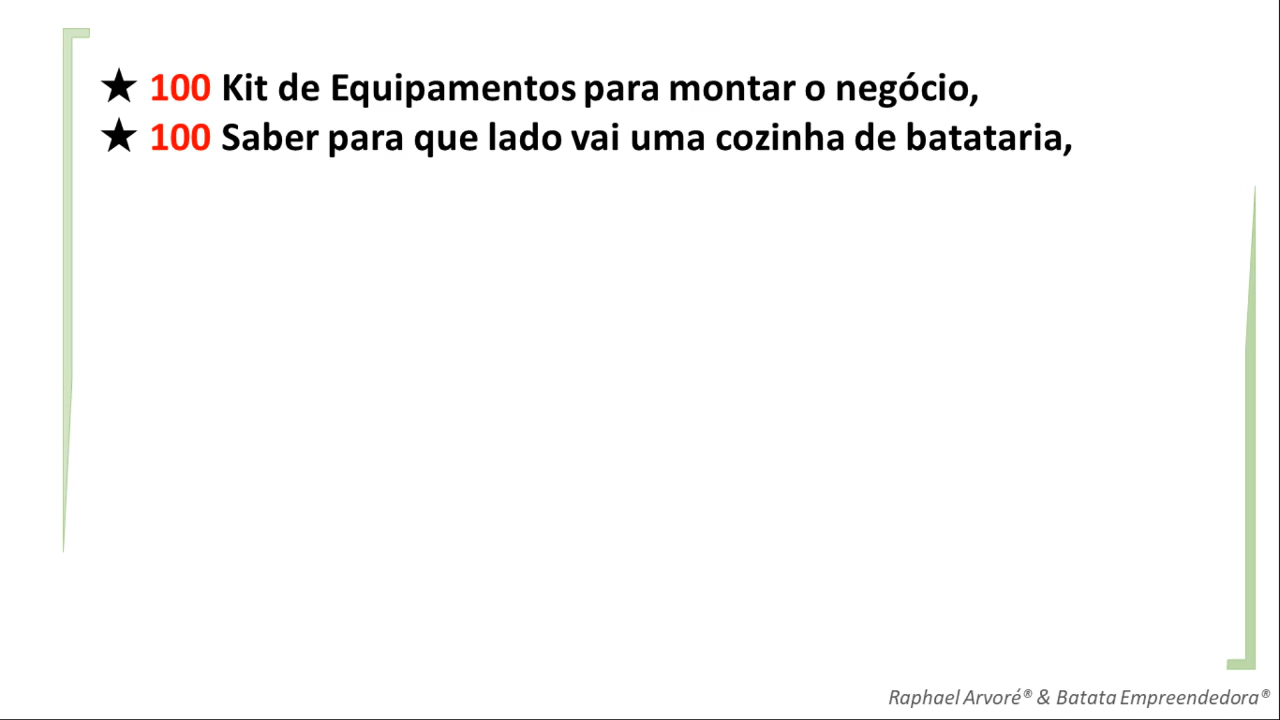 ★ 100 Kit de Equipamentos para montar o negócio,
★ 100 Saber para que lado vai uma cozinha de batataria,
Raphael Arvoré® & Batata Empreendedora®